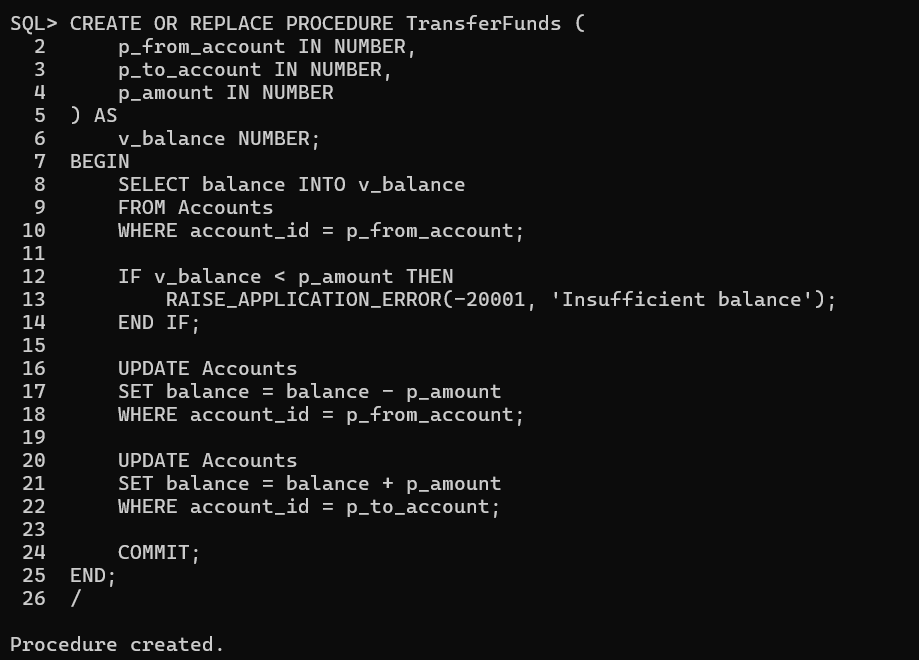 SQL> CREATE OR REPLACE PROCEDURE TransferFunds (
  2      p_from_account IN NUMBER,
  3      p_to_account IN NUMBER,
  4      p_amount IN NUMBER
  5  ) AS
  6      v_balance NUMBER;
  7  BEGIN
  8      SELECT balance INTO v_balance
  9      FROM Accounts
 10      WHERE account_id = p_from_account;
 11
 12      IF v_balance < p_amount THEN
 13          RAISE_APPLICATION_ERROR(-20001, 'Insufficient balance');
 14      END IF;
 15
 16      UPDATE Accounts
 17      SET balance = balance - p_amount
 18      WHERE account_id = p_from_account;
 19
 20      UPDATE Accounts
 21      SET balance = balance + p_amount
 22      WHERE account_id = p_to_account;
 23
 24      COMMIT;
 25  END;
 26  /

Procedure created.